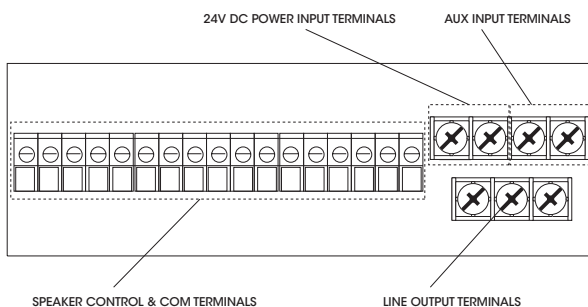 24V DC POWER INPUT TERMINALS
AUX INPUT TERMINALS
SPEAKER CONTROL & COM TERMINALS
LINE OUTPUT TERMINALS